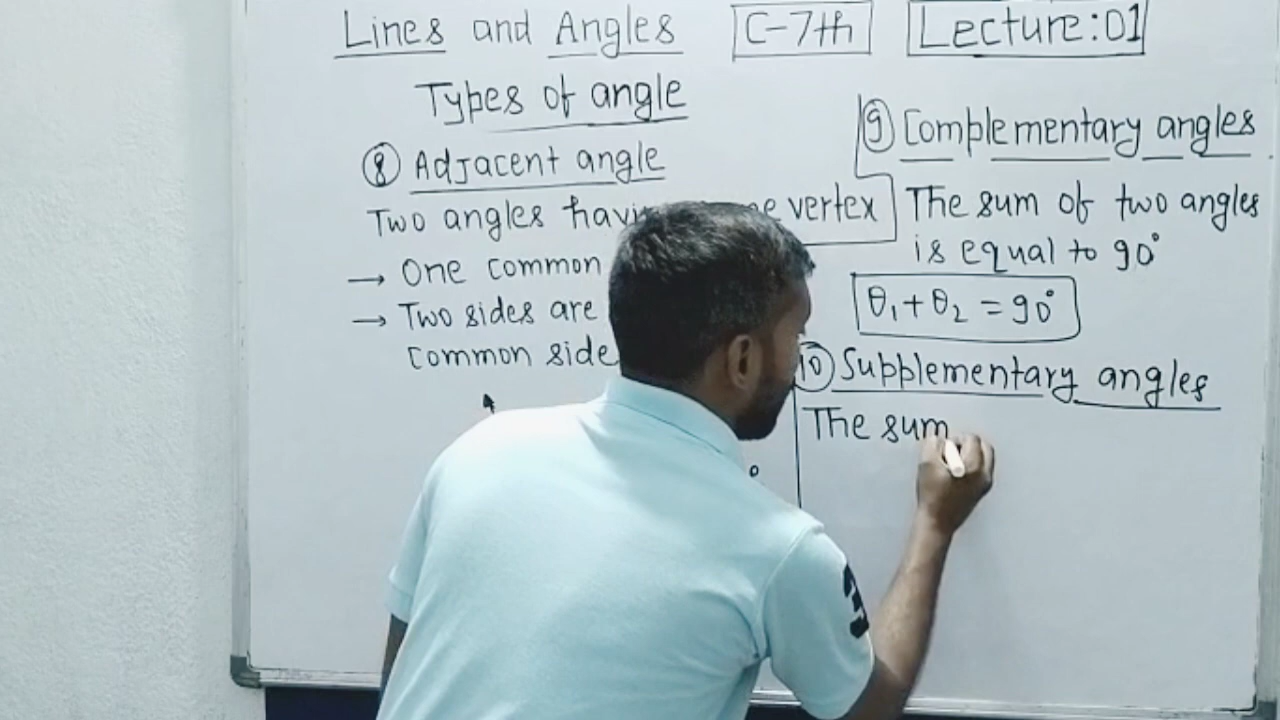 Lines and Angles C-7th Lecture:01
Types of angle
8 Adjacent angle
Two angles vertex
→ One common
→ Two sides are
common side
9 Complementary angles
The sum of two angles
is equal to 90°
θ₁+θ₂ = 90°
10 Supplementary angles
The sum
3